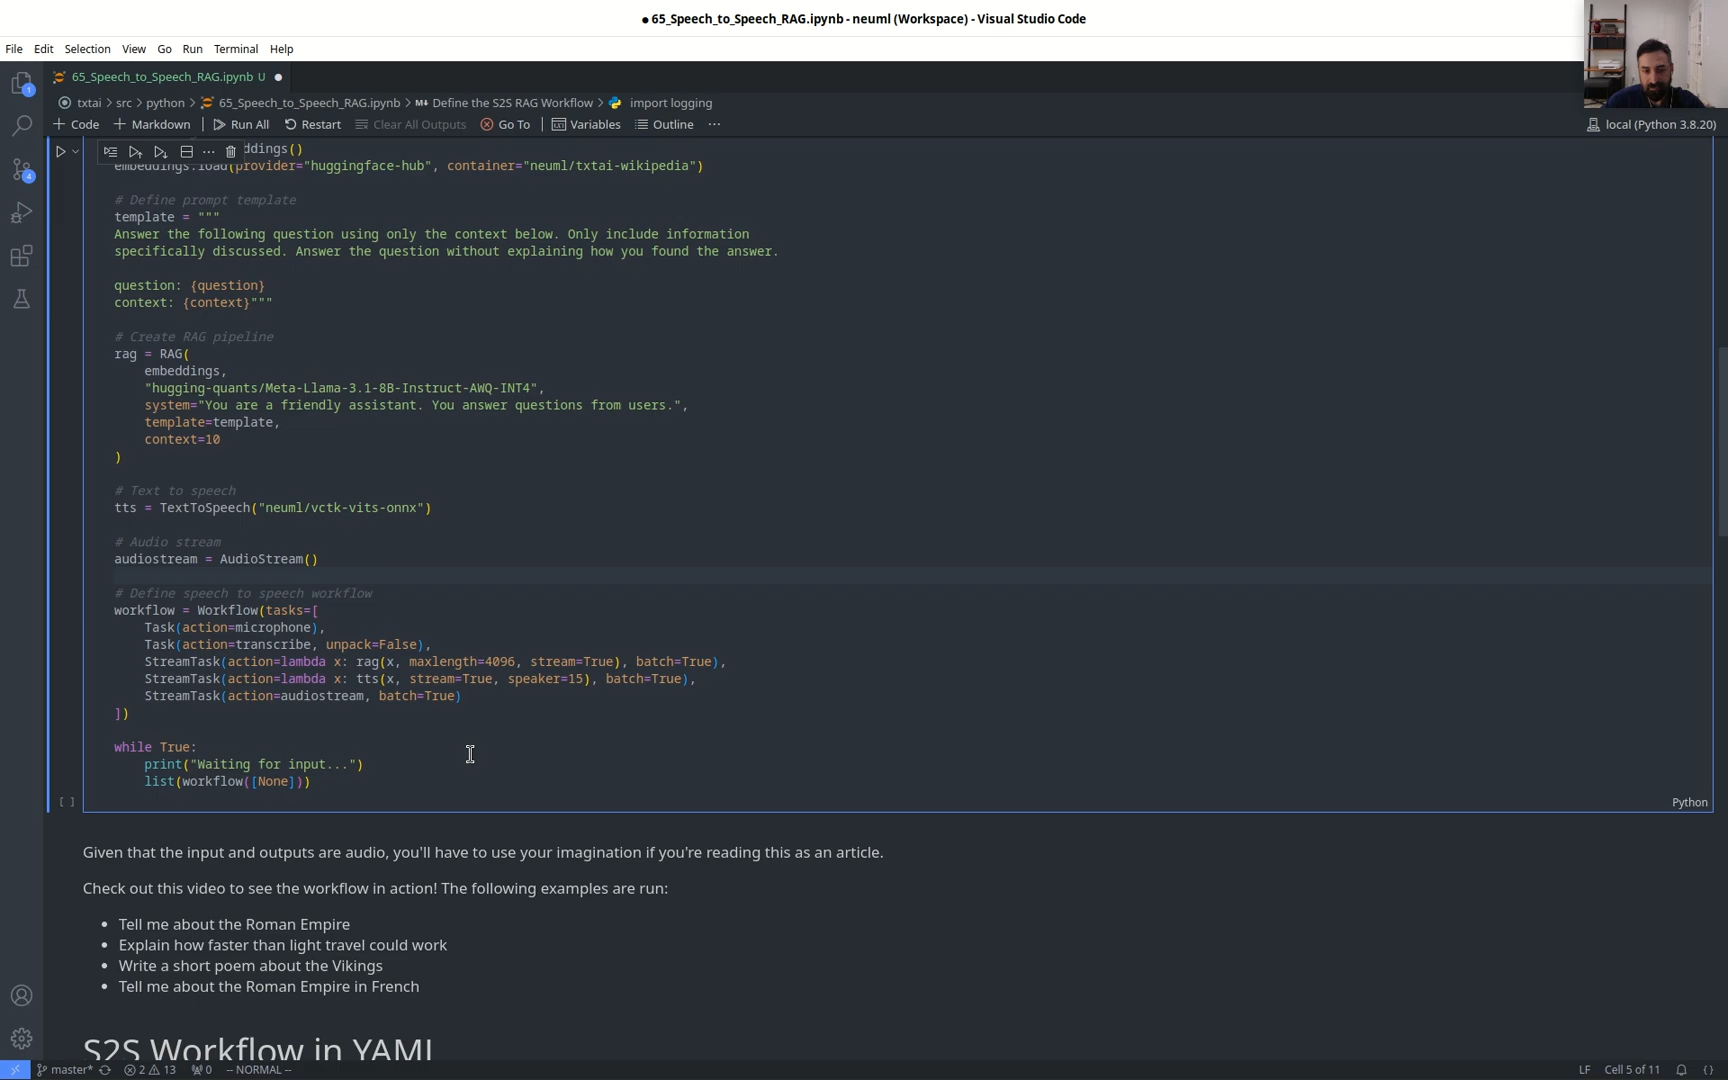 ● 65_Speech_to_Speech_RAG.ipynb - neuml (Workspace) - Visual Studio Code
File Edit Selection View Go Run Terminal Help
65_Speech_to_Speech_RAG.ipynb U ●
txtai > src > python > 65_Speech_to_Speech_RAG.ipynb > M↓ Define the S2S RAG Workflow > import logging
+ Code + Markdown Run All Restart Clear All Outputs Go To Variables Outline ··· local (Python 3.8.20)
ddings()
embeddings.load(provider="huggingface-hub", container="neuml/txtai-wikipedia")
# Define prompt template
template = """
Answer the following question using only the context below. Only include information
specifically discussed. Answer the question without explaining how you found the answer.
question: {question}
context: {context}"""
# Create RAG pipeline
rag = RAG(
    embeddings,
    "hugging-quants/Meta-Llama-3.1-8B-Instruct-AWQ-INT4",
    system="You are a friendly assistant. You answer questions from users.",
    template=template,
    context=10
)
# Text to speech
tts = TextToSpeech("neuml/vctk-vits-onnx")
# Audio stream
audiostream = AudioStream()
# Define speech to speech workflow
workflow = Workflow(tasks=[
    Task(action=microphone),
    Task(action=transcribe, unpack=False),
    StreamTask(action=lambda x: rag(x, maxlength=4096, stream=True), batch=True),
    StreamTask(action=lambda x: tts(x, stream=True, speaker=15), batch=True),
    StreamTask(action=audiostream, batch=True)
])
while True:
    print("Waiting for input...")
    list(workflow([None]))
[ ] Python
Given that the input and outputs are audio, you'll have to use your imagination if you're reading this as an article.
Check out this video to see the workflow in action! The following examples are run:
• Tell me about the Roman Empire
• Explain how faster than light travel could work
• Write a short poem about the Vikings
• Tell me about the Roman Empire in French
S2S Workflow in YAML
master* 2 13 0 -- NORMAL -- LF Cell 5 of 11 {}
1
4